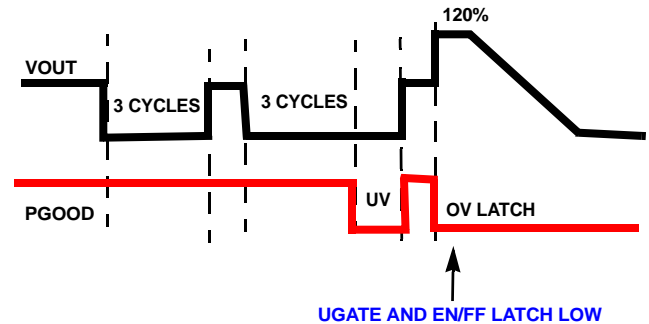 120%
VOUT
3 CYCLES
3 CYCLES
UV
PGOOD
OV LATCH
UGATE AND EN/FF LATCH LOW